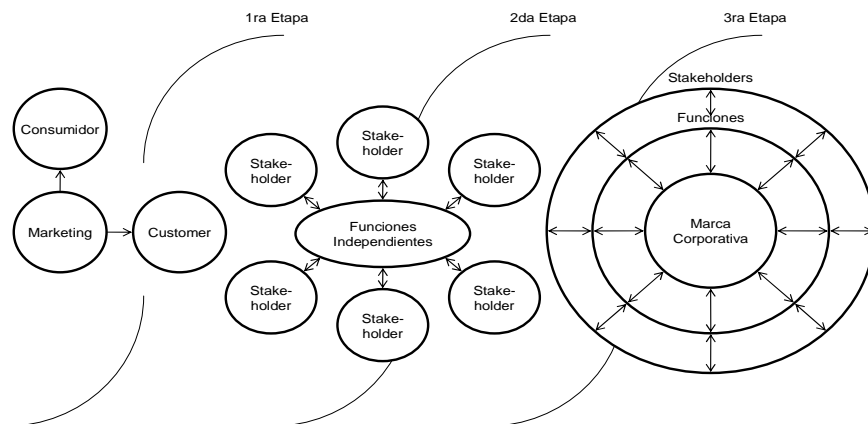 1ra Etapa
2da Etapa
3ra Etapa
Consumidor
Marketing
Customer
Stake-
holder
Stake-
holder
Stake-
holder
Funciones
Independientes
Stake-
holder
Stake-
holder
Stake-
holder
Stakeholders
Funciones
Marca
Corporativa